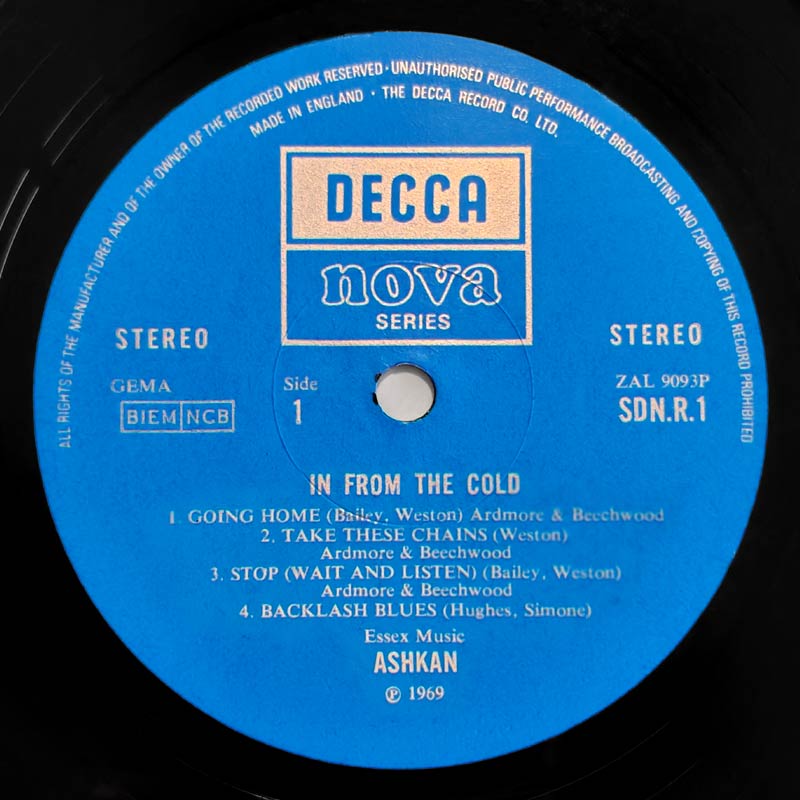 ALL RIGHTS OF THE MANUFACTURER AND OF THE OWNER OF THE RECORDED WORK RESERVED · UNAUTHORISED PUBLIC PERFORMANCE BROADCASTING AND COPYING OF THIS RECORD PROHIBITED
MADE IN ENGLAND · THE DECCA RECORD CO. LTD.
DECCA
nova
SERIES
STEREO
STEREO
GEMA
BIEM NCB
Side
1
ZAL 9093P
SDN.R.1
IN FROM THE COLD
1. GOING HOME (Bailey, Weston) Ardmore & Beechwood
2. TAKE THESE CHAINS (Weston)
Ardmore & Beechwood
3. STOP (WAIT AND LISTEN) (Bailey, Weston)
Ardmore & Beechwood
4. BACKLASH BLUES (Hughes, Simone)
Essex Music
ASHKAN
℗ 1969